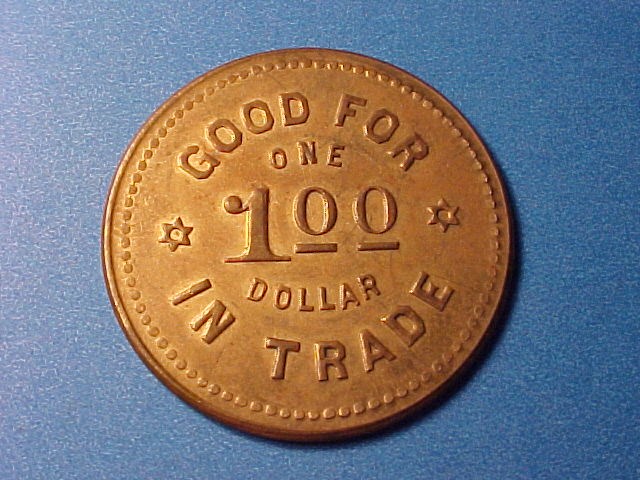 GOOD FOR
ONE
1.00
DOLLAR
IN TRADE